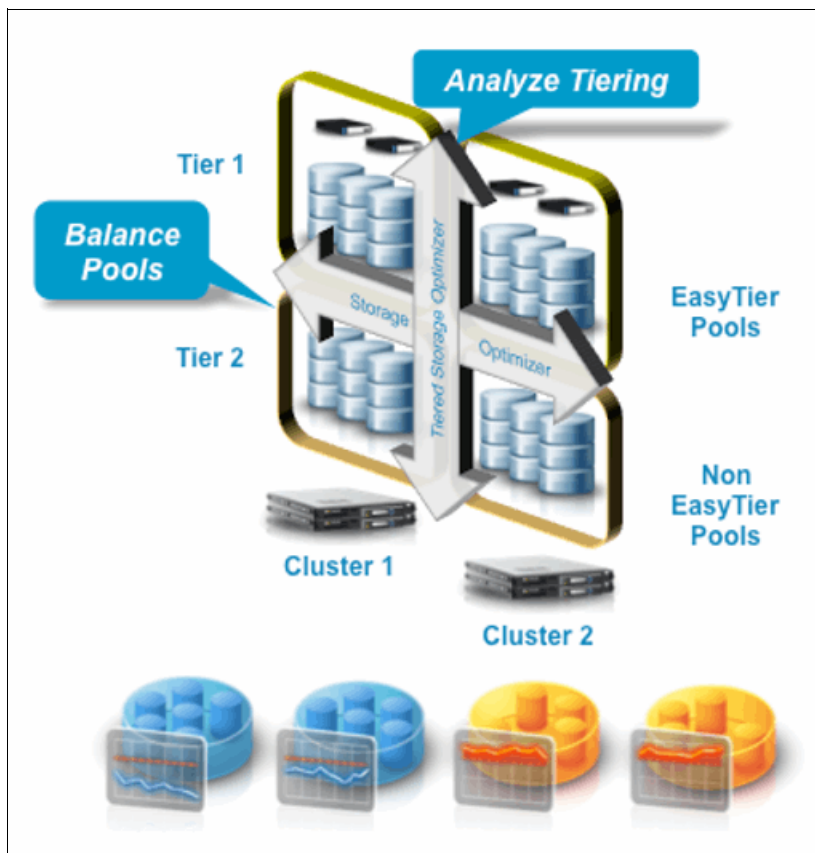 Analyze Tiering
Tier 1
Balance
Pools
Storage
Tiered Storage Optimizer
Optimizer
EasyTier
Pools
Tier 2
Non
EasyTier
Pools
Cluster 1
Cluster 2